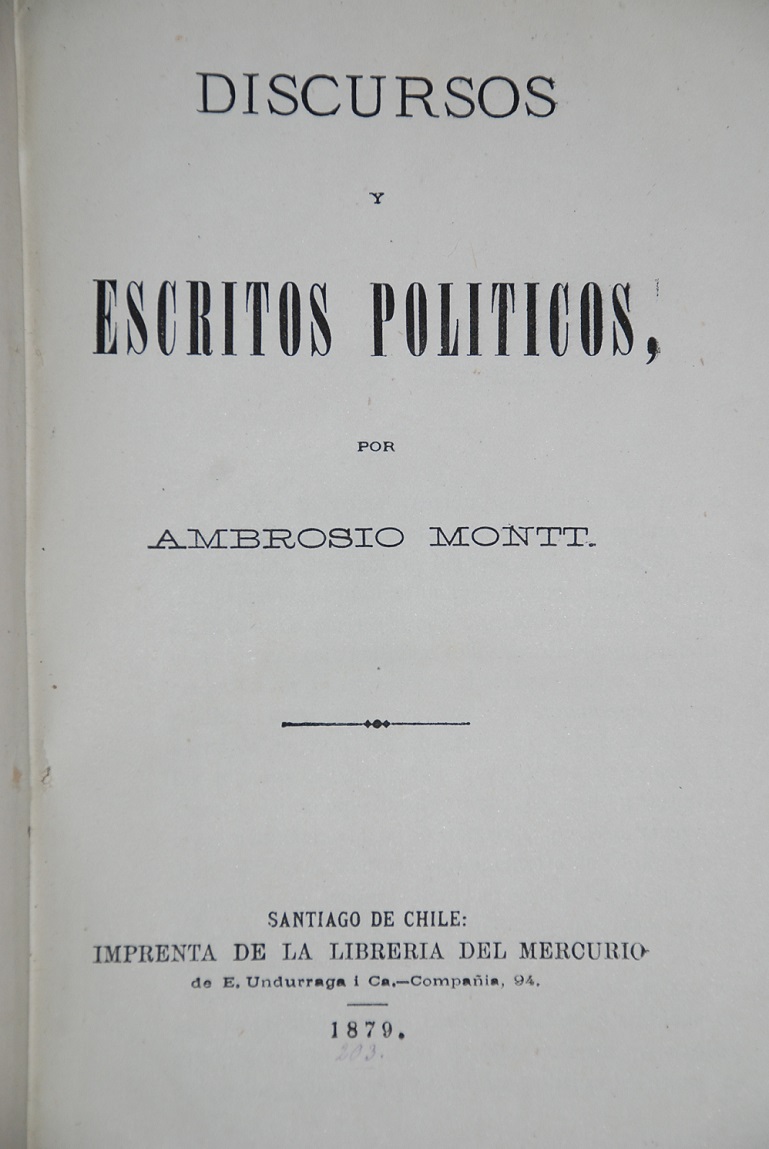 DISCURSOS
Y
ESCRITOS POLITICOS,
POR
AMBROSIO MONTT.
SANTIAGO DE CHILE:
IMPRENTA DE LA LIBRERIA DEL MERCURIO
de E. Undurraga i Ca.—Compañia, 94.
1879.
203.